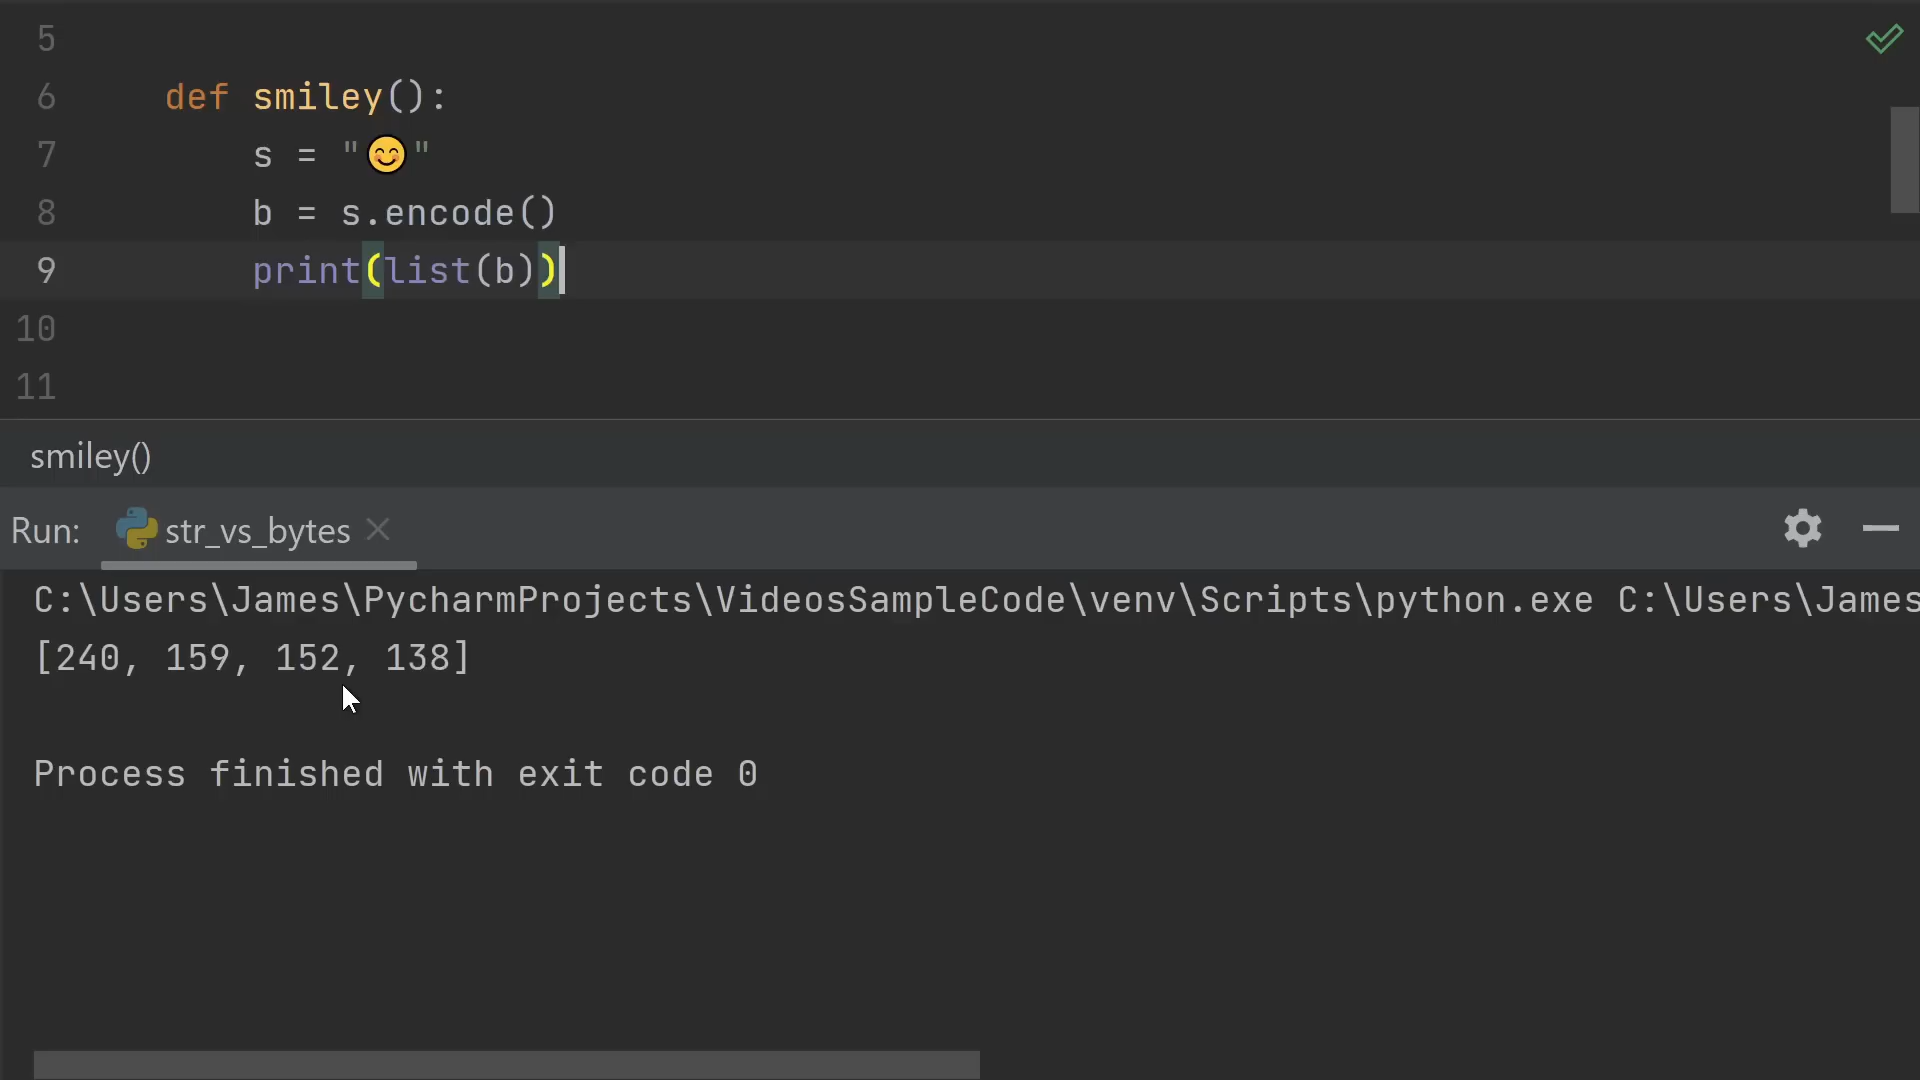 5
6 def smiley():
7 s = "😊"
8 b = s.encode()
9 print(list(b))
10
11
smiley()
Run: str_vs_bytes
C:\Users\James\PycharmProjects\VideosSampleCode\venv\Scripts\python.exe C:\Users\James
[240, 159, 152, 138]
Process finished with exit code 0